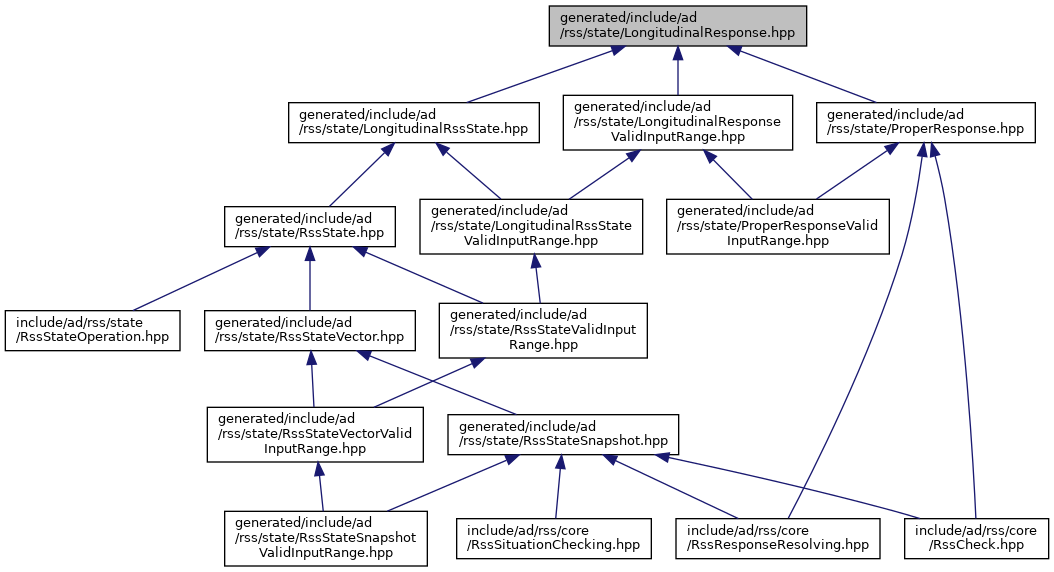 generated/include/ad
/rss/state/LongitudinalResponse.hpp
generated/include/ad
/rss/state/LongitudinalRssState.hpp
generated/include/ad
/rss/state/LongitudinalResponse
ValidInputRange.hpp
generated/include/ad
/rss/state/ProperResponse.hpp
generated/include/ad
/rss/state/RssState.hpp
generated/include/ad
/rss/state/LongitudinalRssState
ValidInputRange.hpp
generated/include/ad
/rss/state/ProperResponseValid
InputRange.hpp
include/ad/rss/state
/RssStateOperation.hpp
generated/include/ad
/rss/state/RssStateVector.hpp
generated/include/ad
/rss/state/RssStateValidInput
Range.hpp
generated/include/ad
/rss/state/RssStateVectorValid
InputRange.hpp
generated/include/ad
/rss/state/RssStateSnapshot.hpp
generated/include/ad
/rss/state/RssStateSnapshot
ValidInputRange.hpp
include/ad/rss/core
/RssSituationChecking.hpp
include/ad/rss/core
/RssResponseResolving.hpp
include/ad/rss/core
/RssCheck.hpp